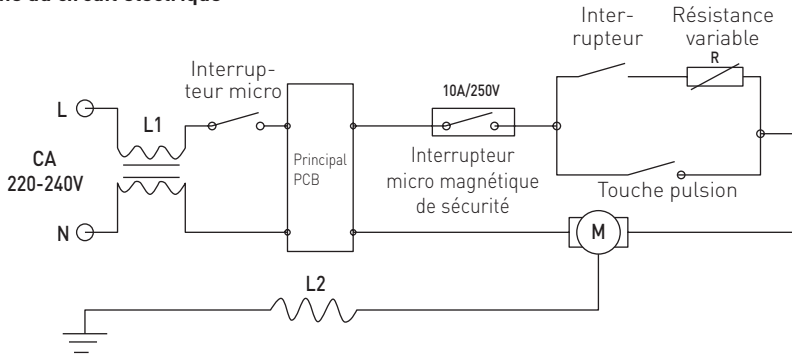 Inter-
rupteur
Résistance
variable
R
Interrup-
teur micro
10A/250V
L
L1
CA
220-240V
Principal
PCB
Interrupteur
micro magnétique
de sécurité
Touche pulsion
N
M
L2